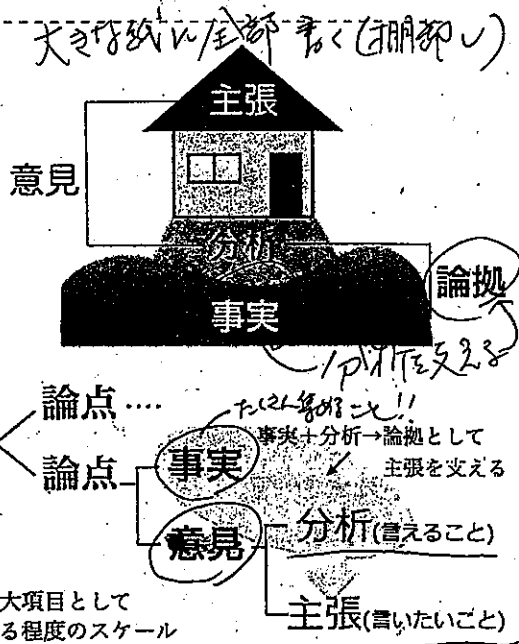 大きな紙に全部書く(棚卸し)
主張
意見
分析
論拠
事実
分析を支える
論点‥‥
たくさん集めること!!
事実＋分析→論拠として
論点
事実
主張を支える
意見
分析(言えること)
大項目として
主張(言いたいこと)
る程度のスケール